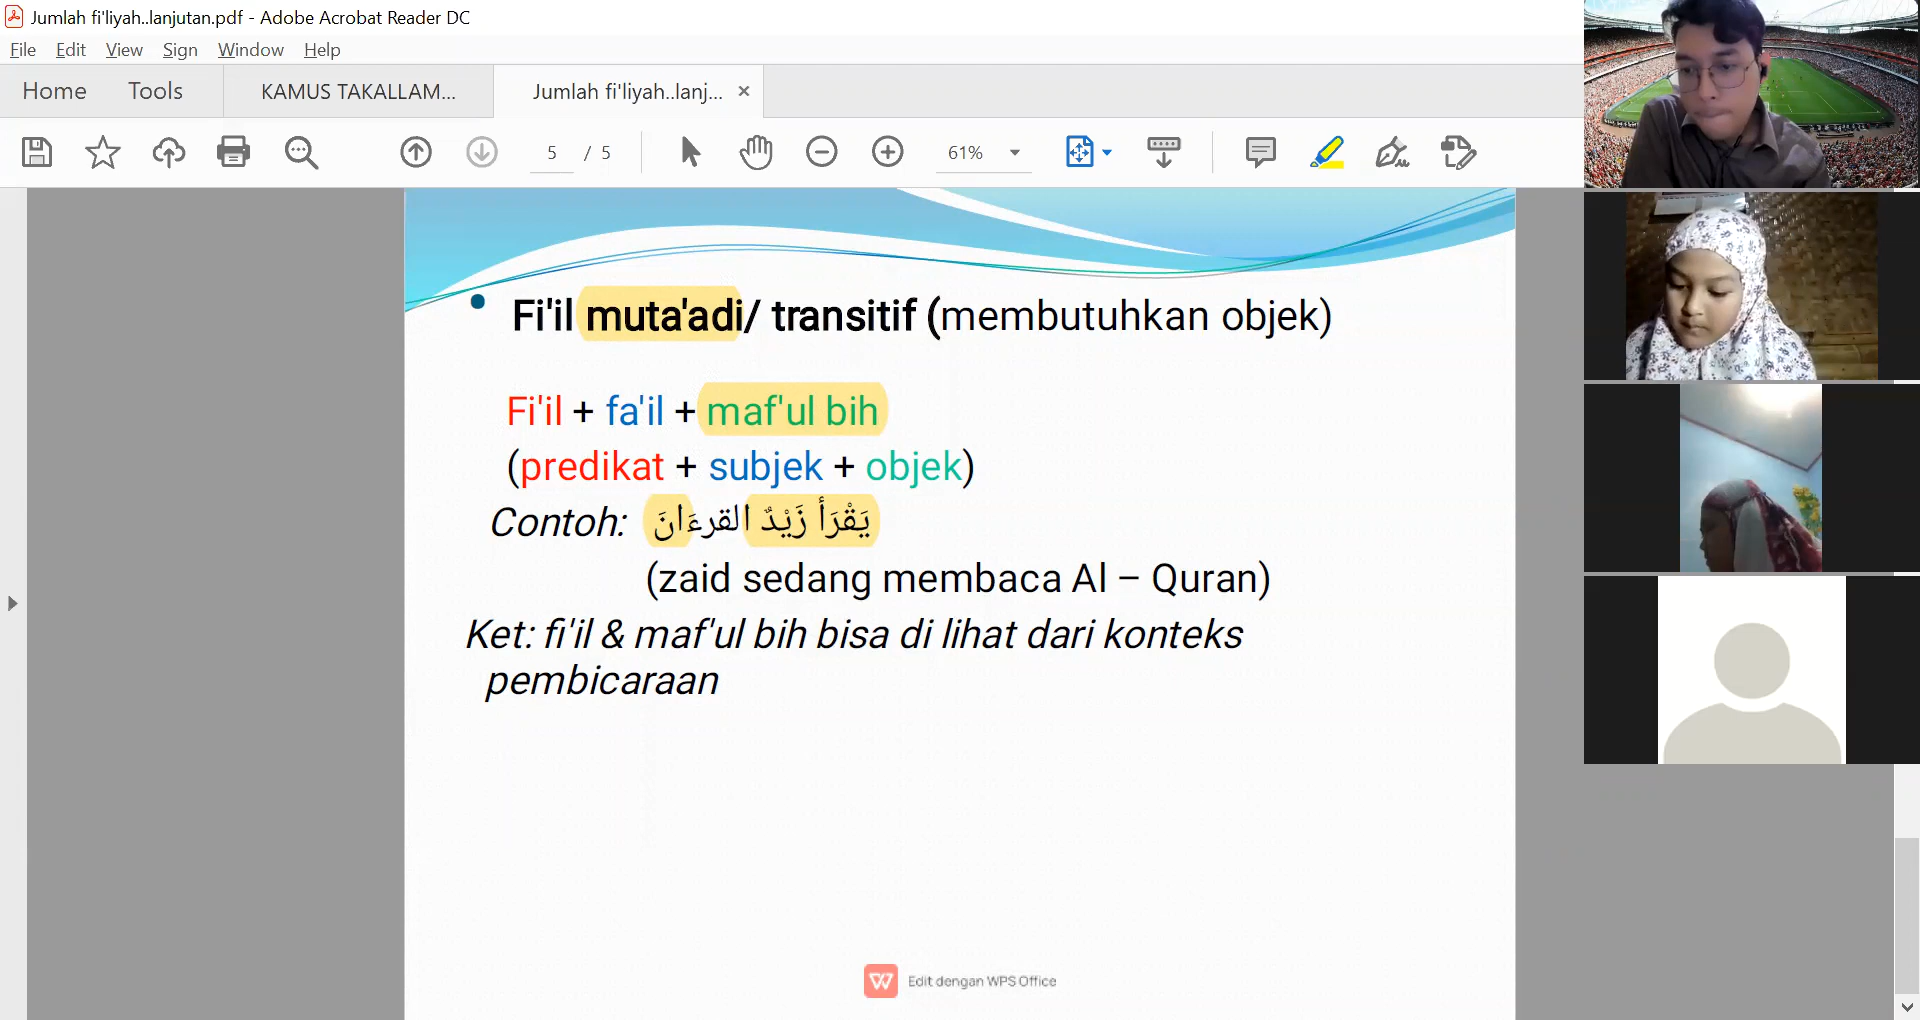 Jumlah fi'liyah..lanjutan.pdf - Adobe Acrobat Reader DC
File Edit View Sign Window Help
Home Tools KAMUS TAKALLAM... Jumlah fi'liyah..lanj... ×
5 / 5 61%
• Fi'il muta'adi/ transitif (membutuhkan objek)
Fi'il + fa'il + maf'ul bih
(predikat + subjek + objek)
Contoh: يَقْرَأ زَيْدٌ القرءَانَ
(zaid sedang membaca Al – Quran)
Ket: fi'il & maf'ul bih bisa di lihat dari konteks
pembicaraan
W Edit dengan WPS Office